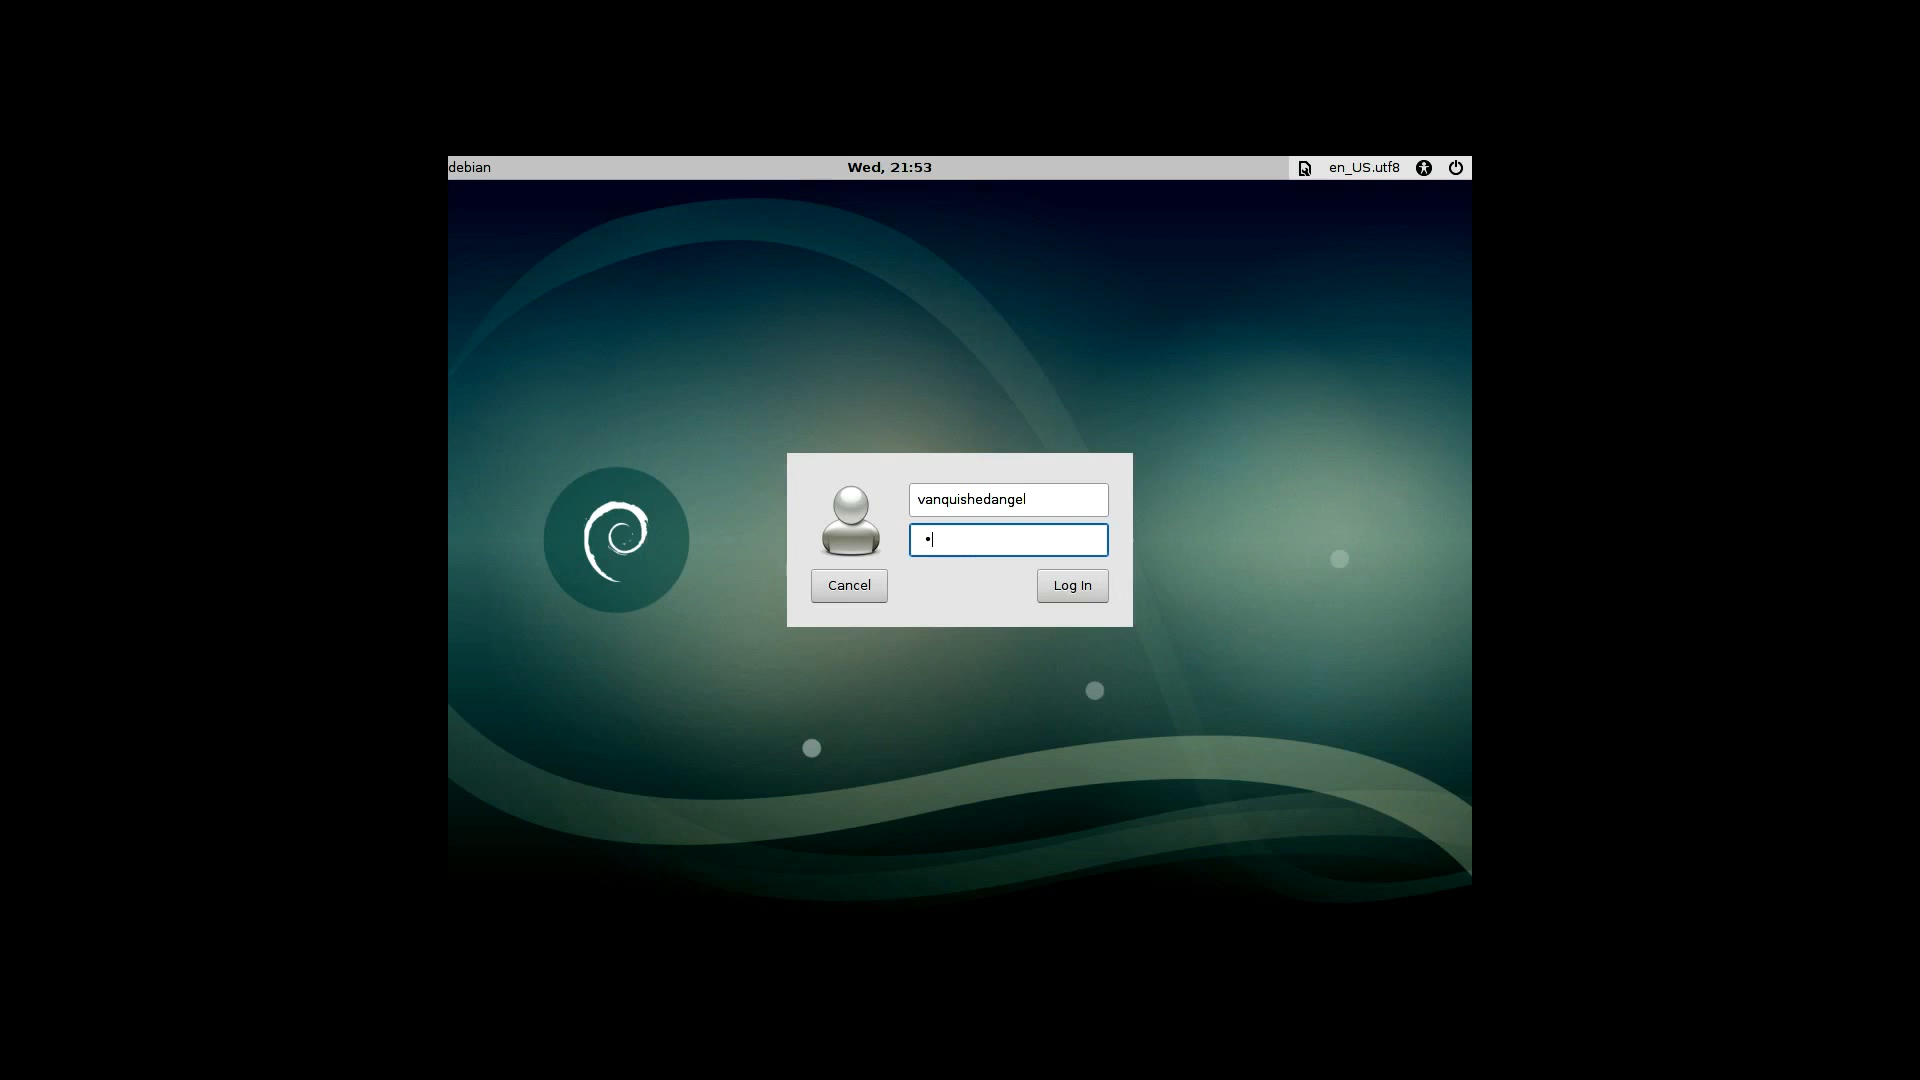 debian
Wed, 21:53
en_US.utf8
vanquishedangel
•
Cancel
Log In